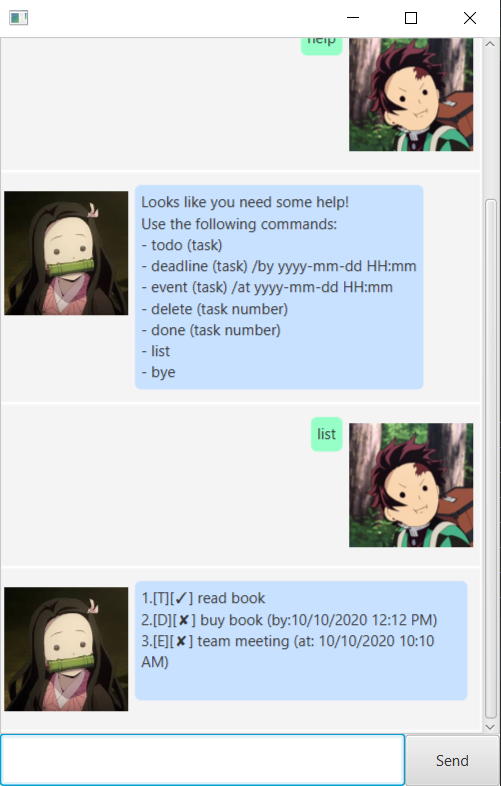 help
Looks like you need some help!
Use the following commands:
- todo (task)
- deadline (task) /by yyyy-mm-dd HH:mm
- event (task) /at yyyy-mm-dd HH:mm
- delete (task number)
- done (task number)
- list
- bye
list
1.[T][✓] read book
2.[D][✘] buy book (by:10/10/2020 12:12 PM)
3.[E][✘] team meeting (at: 10/10/2020 10:10
AM)
Send